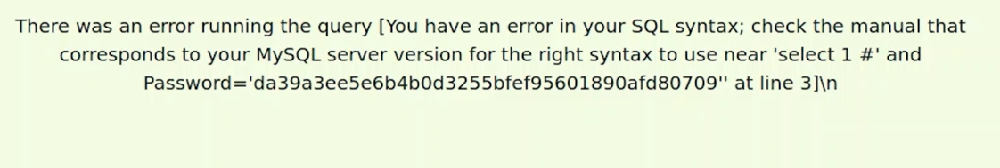 There was an error running the query [You have an error in your SQL syntax; check the manual that
corresponds to your MySQL server version for the right syntax to use near 'select 1 #' and
Password='da39a3ee5e6b4b0d3255bfef95601890afd80709'' at line 3]\n